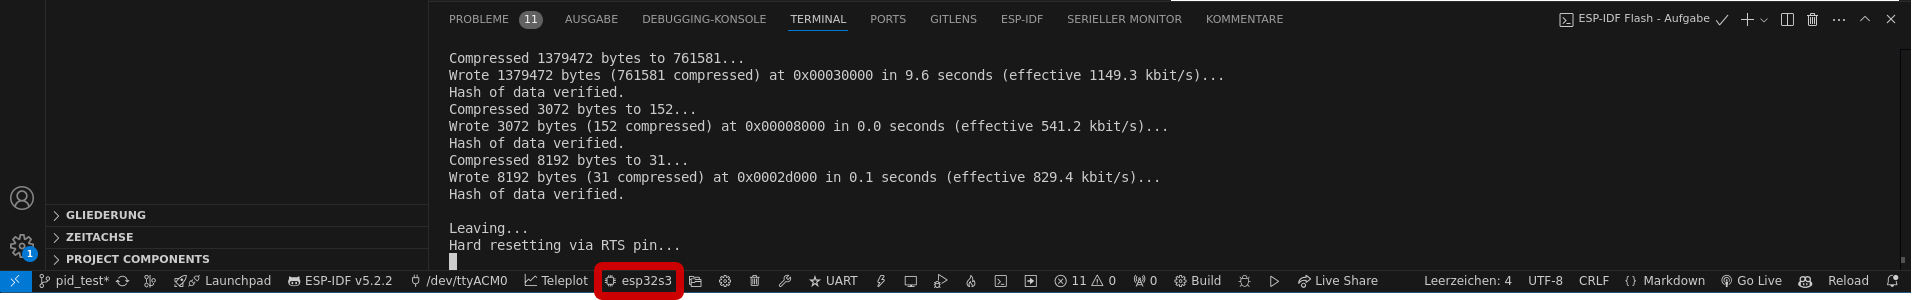 PROBLEME 11 AUSGABE DEBUGGING-KONSOLE TERMINAL PORTS GITLENS ESP-IDF SERIELLER MONITOR KOMMENTARE ESP-IDF Flash - Aufgabe
Compressed 1379472 bytes to 761581...
Wrote 1379472 bytes (761581 compressed) at 0x00030000 in 9.6 seconds (effective 1149.3 kbit/s)...
Hash of data verified.
Compressed 3072 bytes to 152...
Wrote 3072 bytes (152 compressed) at 0x00008000 in 0.0 seconds (effective 541.2 kbit/s)...
Hash of data verified.
Compressed 8192 bytes to 31...
Wrote 8192 bytes (31 compressed) at 0x0002d000 in 0.1 seconds (effective 829.4 kbit/s)...
Hash of data verified.
Leaving...
Hard resetting via RTS pin...
GLIEDERUNG
ZEITACHSE
PROJECT COMPONENTS
1
pid_test* Launchpad ESP-IDF v5.2.2 /dev/ttyACM0 Teleplot esp32s3 UART 11 0 0 Build Live Share Leerzeichen: 4 UTF-8 CRLF {} Markdown Go Live Reload